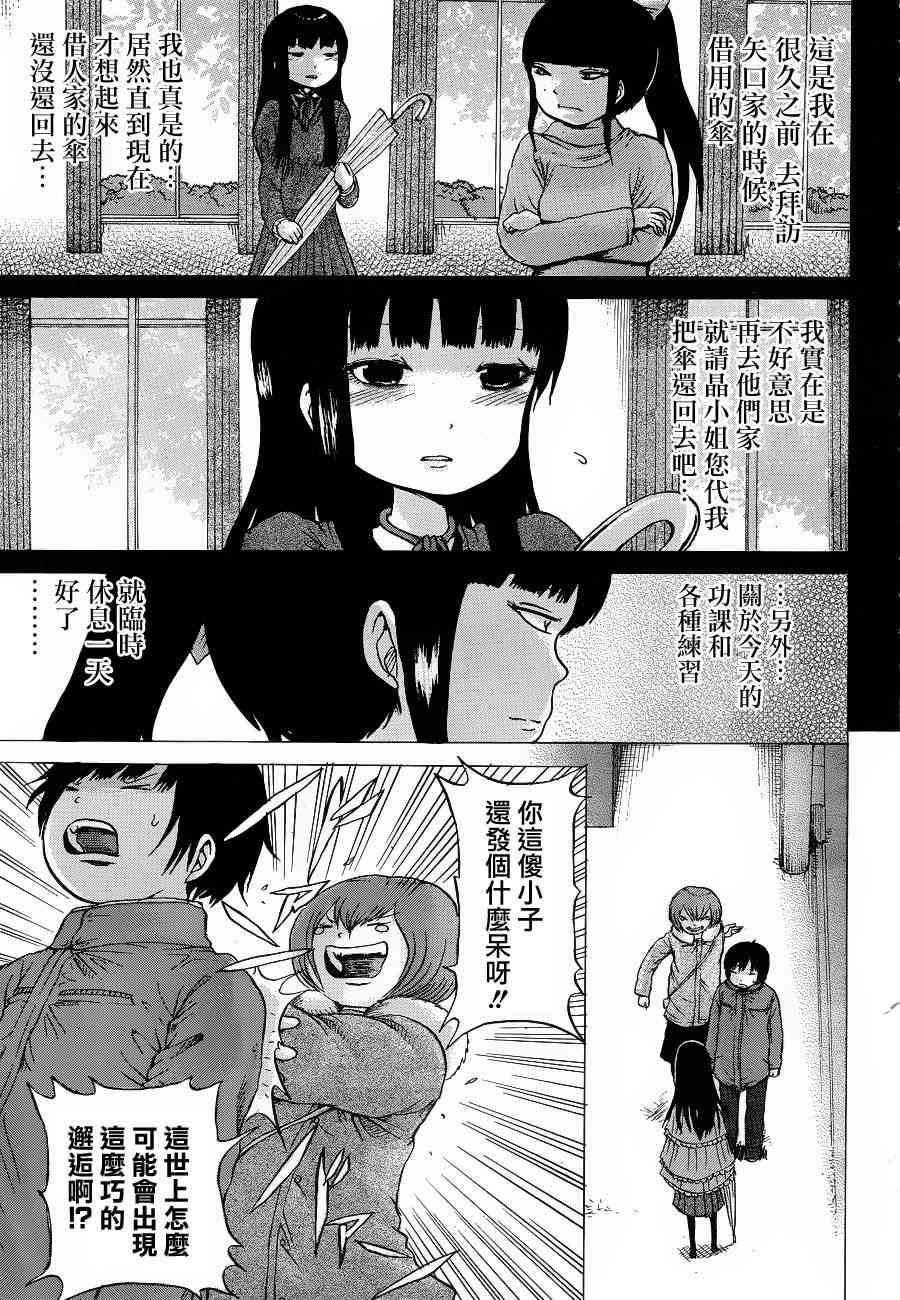 這是我在
很久之前 去拜訪
矢口家的時候
借用的傘
我也真是的…
居然直到現在
才想起來
借人家的傘
還沒還回去…
我實在是
不好意思
再去他們家
就請晶小姐您代我
把傘還回去吧…
…另外…
關於今天的
功課和
各種練習
就臨時
休息一天
好了
………
你這傻小子
還發個什麼呆呀!!
這世上怎麼
可能會出現
這麼巧的
邂逅啊!?